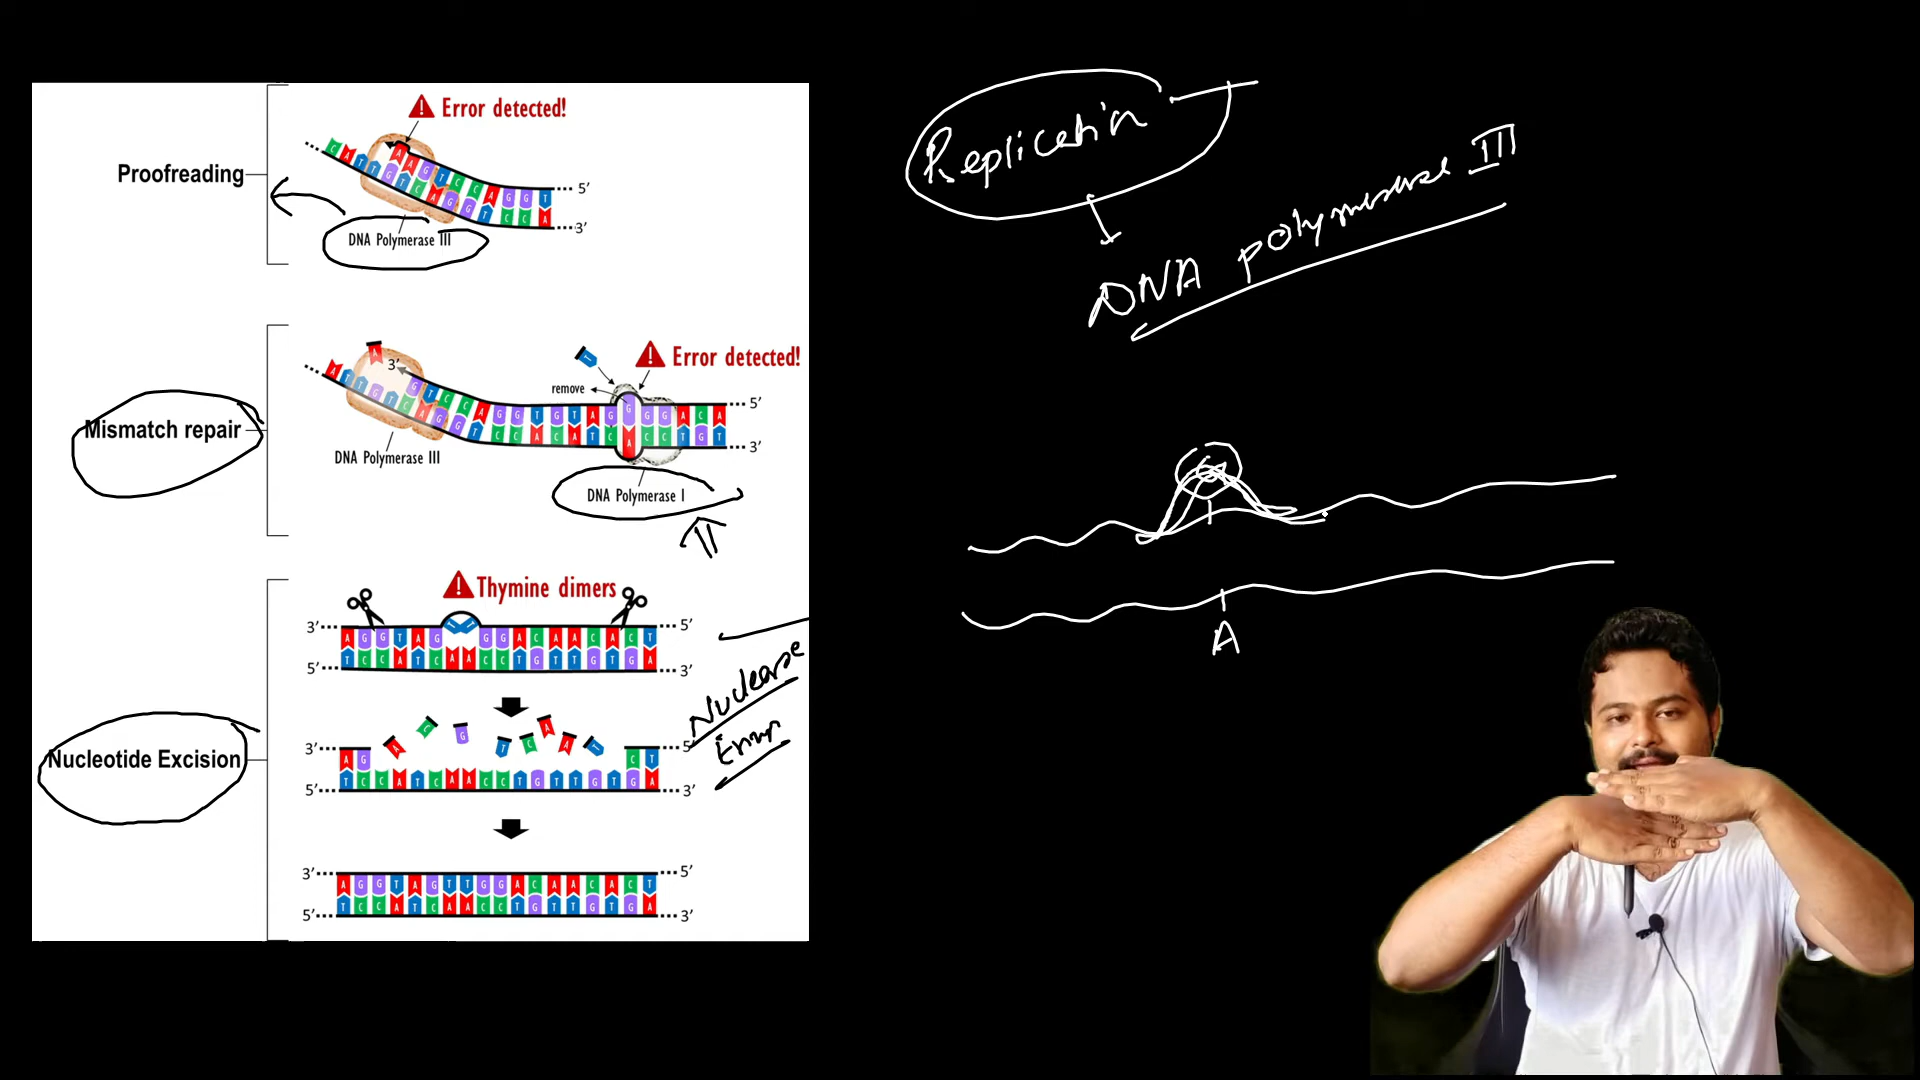 Error detected!
Proofreading
C A T T G T C A G G T C C A
A A G T C C A G G T
5’
3’
DNA Polymerase III
Error detected!
A
3’
T
remove
Mismatch repair
A T T G T C A G G T C C A C A T C A C C T G T
G T C C A G G T G T A G G G G A C A
5’
3’
DNA Polymerase III
DNA Polymerase I
Thymine dimers
3’ 5’
A G G T A G T T G G A C A A C A C T
T C C A T C A A C C T G T T G T G A
5’ 3’
Nuclease
Error
Nucleotide Excision
C G A T C A A T
3’ 5’
A G C T
T C C A T C A A C C T G T T G T G A
5’ 3’
3’ 5’
A G G T A G T T G G A C A A C A C T
T C C A T C A A C C T G T T G T G A
5’ 3’
Replication
DNA polymerase III
A